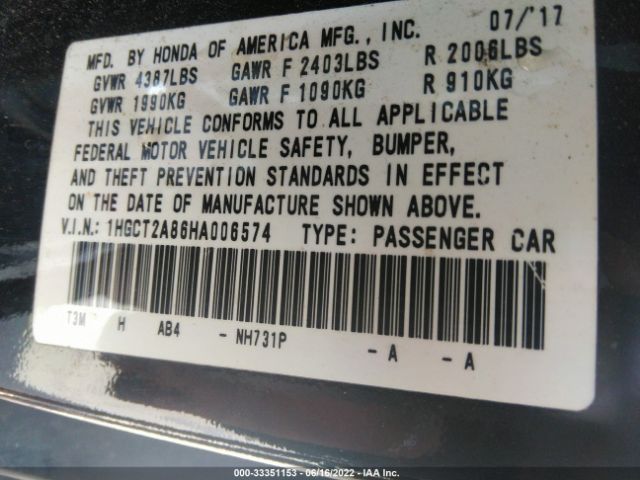 MFD. BY HONDA OF AMERICA MFG., INC. 07/'17
GVWR 4387LBS GAWR F 2403LBS R 2006LBS
GVWR 1990KG GAWR F 1090KG R 910KG
THIS VEHICLE CONFORMS TO ALL APPLICABLE
FEDERAL MOTOR VEHICLE SAFETY, BUMPER,
AND THEFT PREVENTION STANDARDS IN EFFECT
ON THE DATE OF MANUFACTURE SHOWN ABOVE.
V.I.N.: 1HGCT2A86HA006574 TYPE: PASSENGER CAR
T3M H AB4 - NH731P - A - A
000-33351153 - 06/16/2022 - IAA Inc.